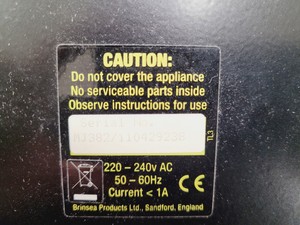 CAUTION:
Do not cover the appliance
No serviceable parts inside
Observe instructions for use
TL3
220 – 240v AC
50 – 60Hz
Current < 1A
CE
Brinsea Products Ltd., Sandford, England